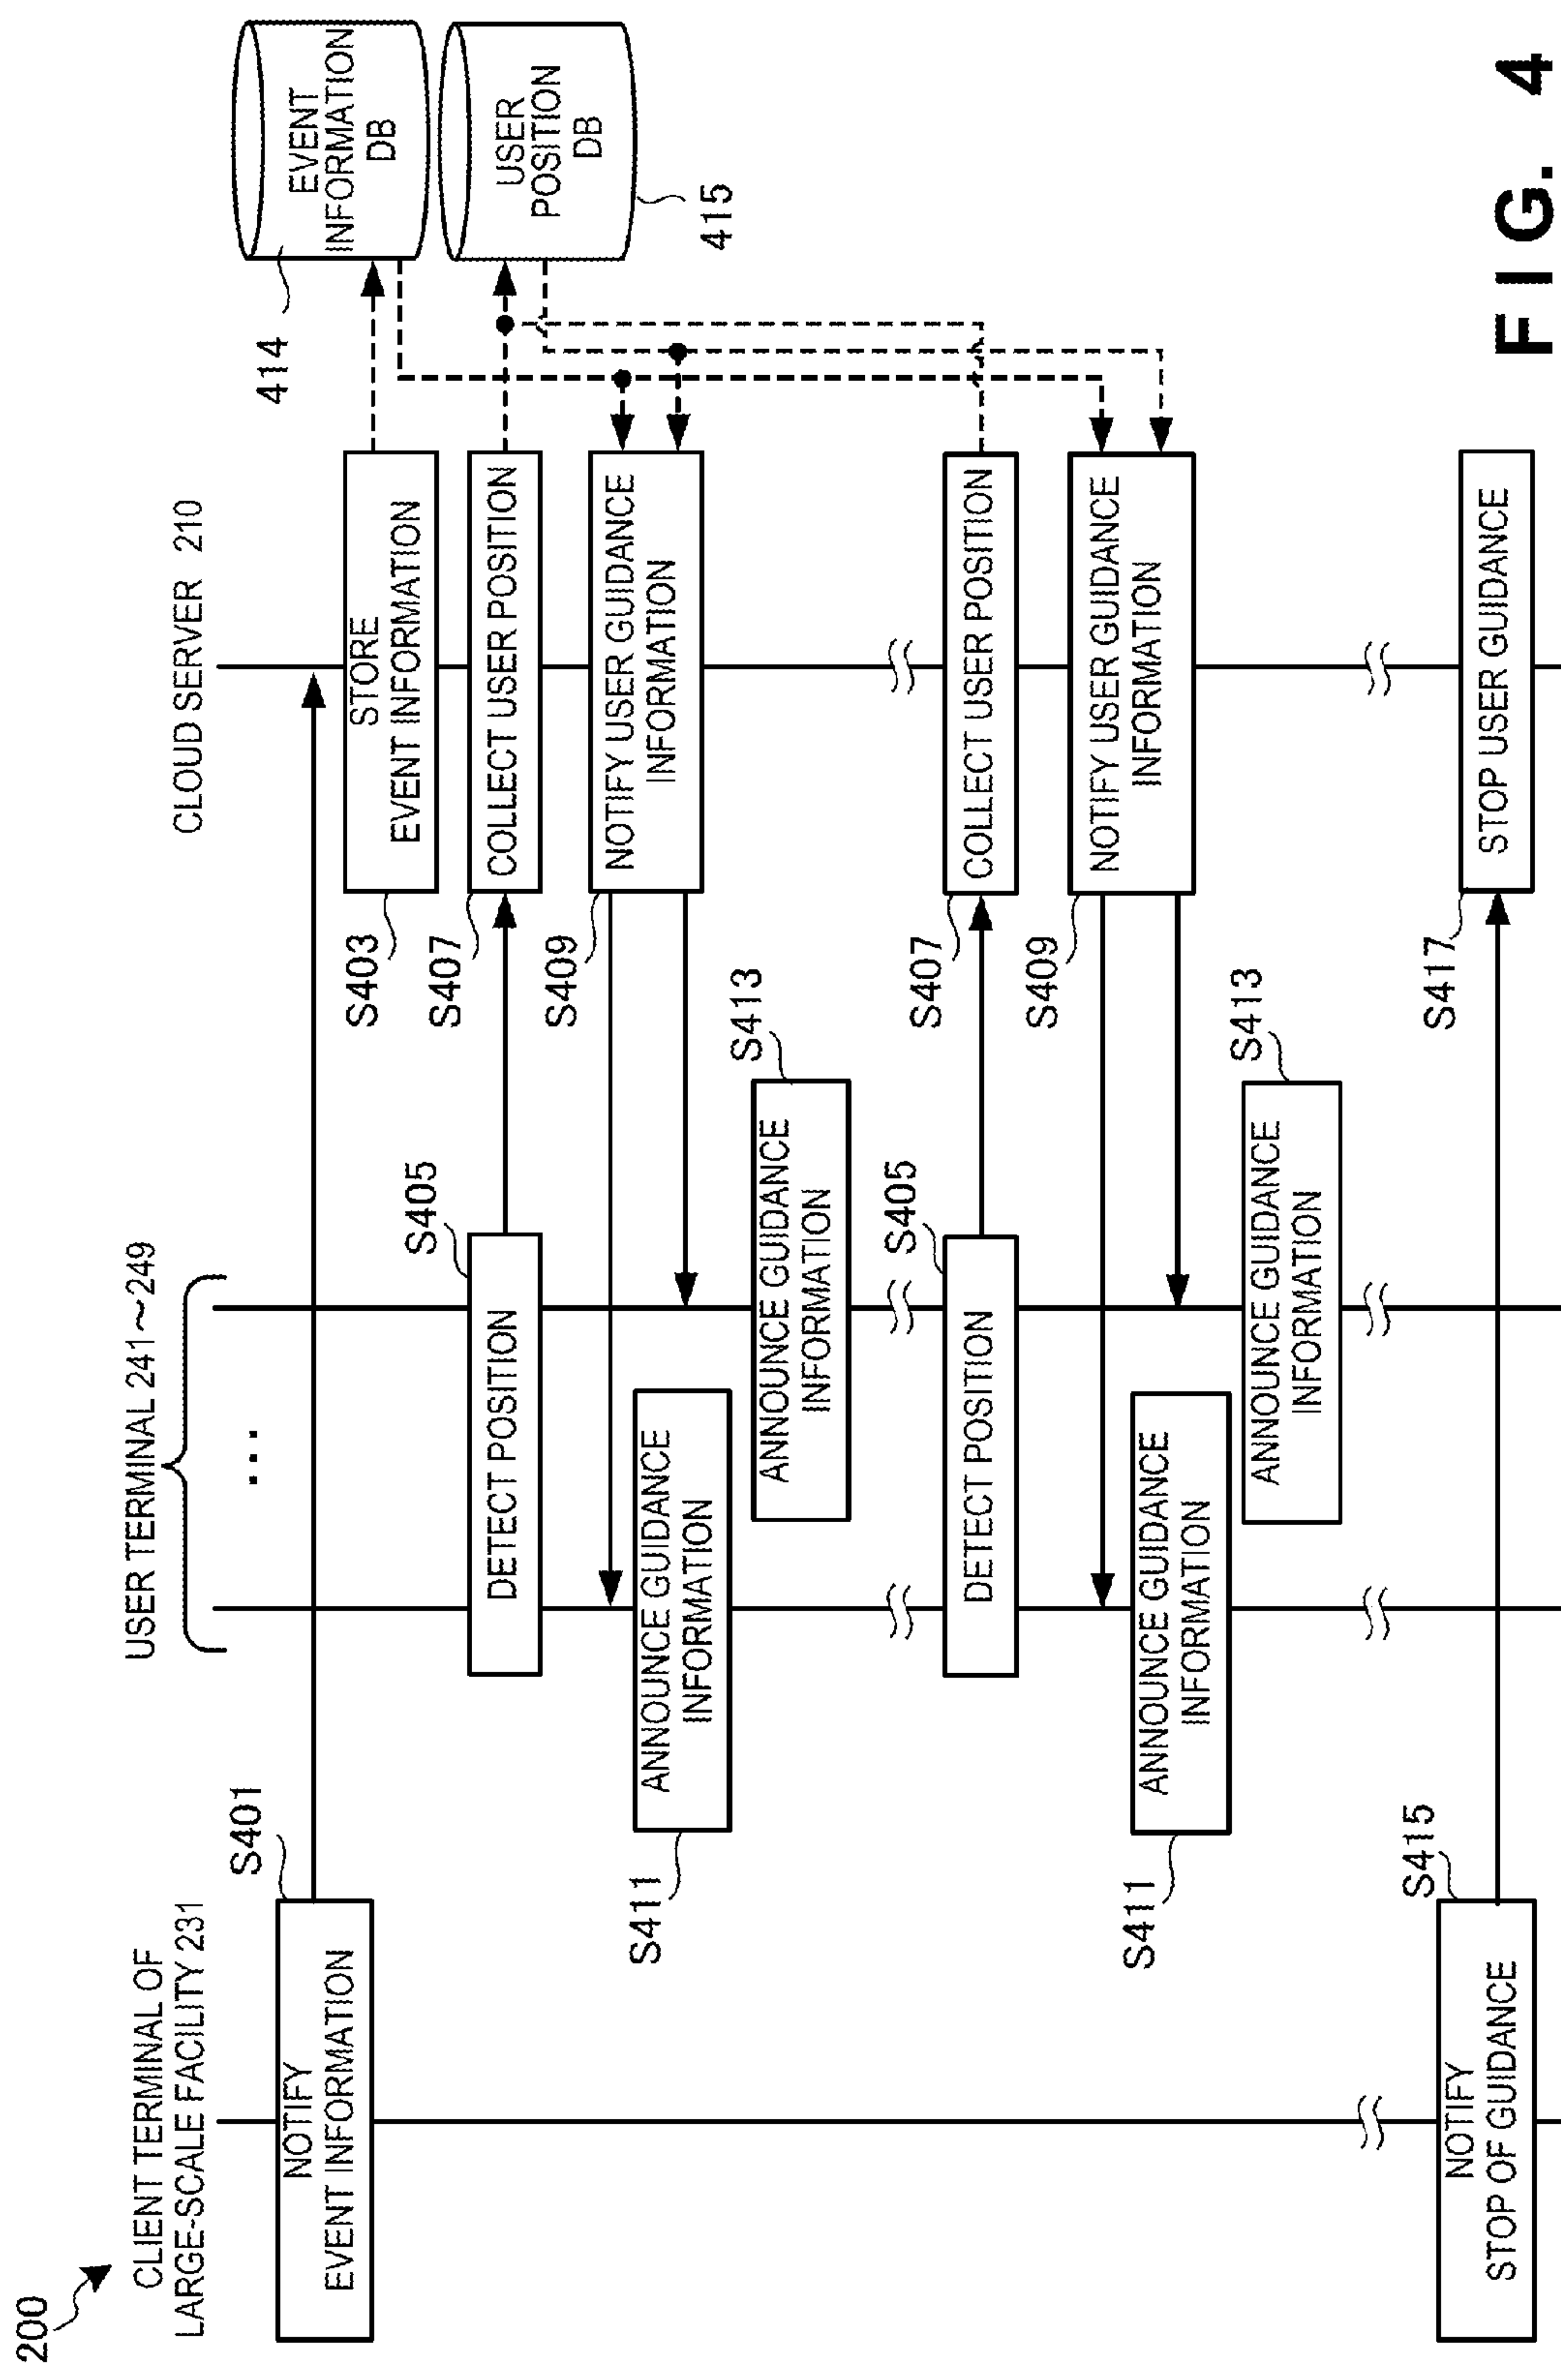 200
CLIENT TERMINAL OF
LARGE-SCALE FACILITY 231
USER TERMINAL 241~249
...
CLOUD SERVER 210
S401
NOTIFY
EVENT INFORMATION
S403
STORE
EVENT INFORMATION
414
EVENT
INFORMATION
DB
S405
DETECT POSITION
S407
COLLECT USER POSITION
415
USER
POSITION
DB
S409
NOTIFY USER GUIDANCE
INFORMATION
S411
ANNOUNCE GUIDANCE
INFORMATION
S413
ANNOUNCE GUIDANCE
INFORMATION
S405
DETECT POSITION
S407
COLLECT USER POSITION
S409
NOTIFY USER GUIDANCE
INFORMATION
S411
ANNOUNCE GUIDANCE
INFORMATION
S413
ANNOUNCE GUIDANCE
INFORMATION
S415
NOTIFY
STOP OF GUIDANCE
S417
STOP USER GUIDANCE
FIG. 4